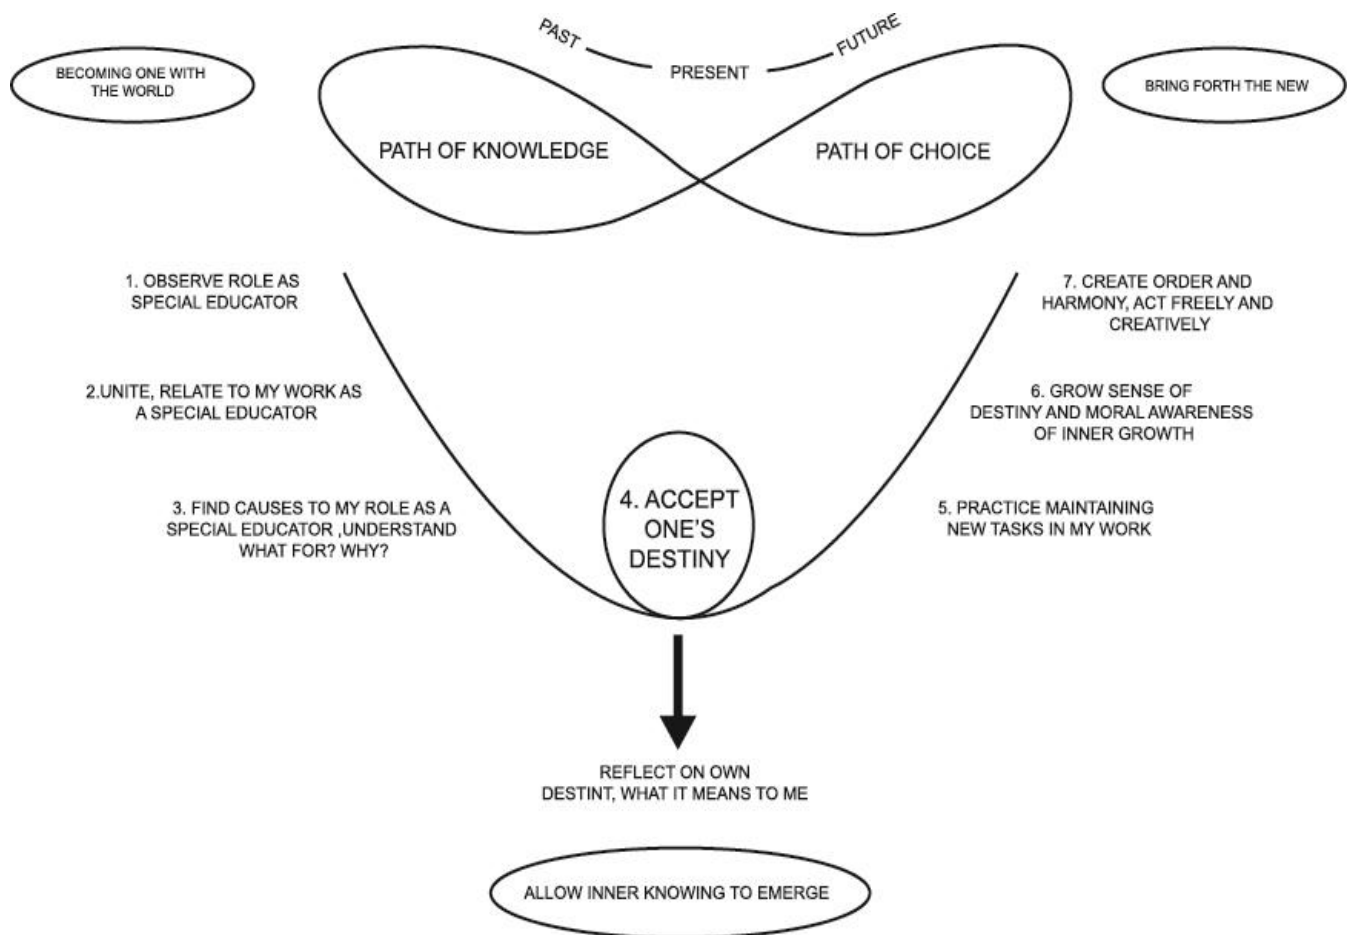 PAST
PRESENT
FUTURE
BECOMING ONE WITH
THE WORLD
BRING FORTH THE NEW
PATH OF KNOWLEDGE
PATH OF CHOICE
1. OBSERVE ROLE AS
SPECIAL EDUCATOR
2.UNITE, RELATE TO MY WORK AS
A SPECIAL EDUCATOR
3. FIND CAUSES TO MY ROLE AS A
SPECIAL EDUCATOR ,UNDERSTAND
WHAT FOR? WHY?
4. ACCEPT
ONE'S
DESTINY
7. CREATE ORDER AND
HARMONY, ACT FREELY AND
CREATIVELY
6. GROW SENSE OF
DESTINY AND MORAL AWARENESS
OF INNER GROWTH
5. PRACTICE MAINTAINING
NEW TASKS IN MY WORK
REFLECT ON OWN
DESTINT, WHAT IT MEANS TO ME
ALLOW INNER KNOWING TO EMERGE